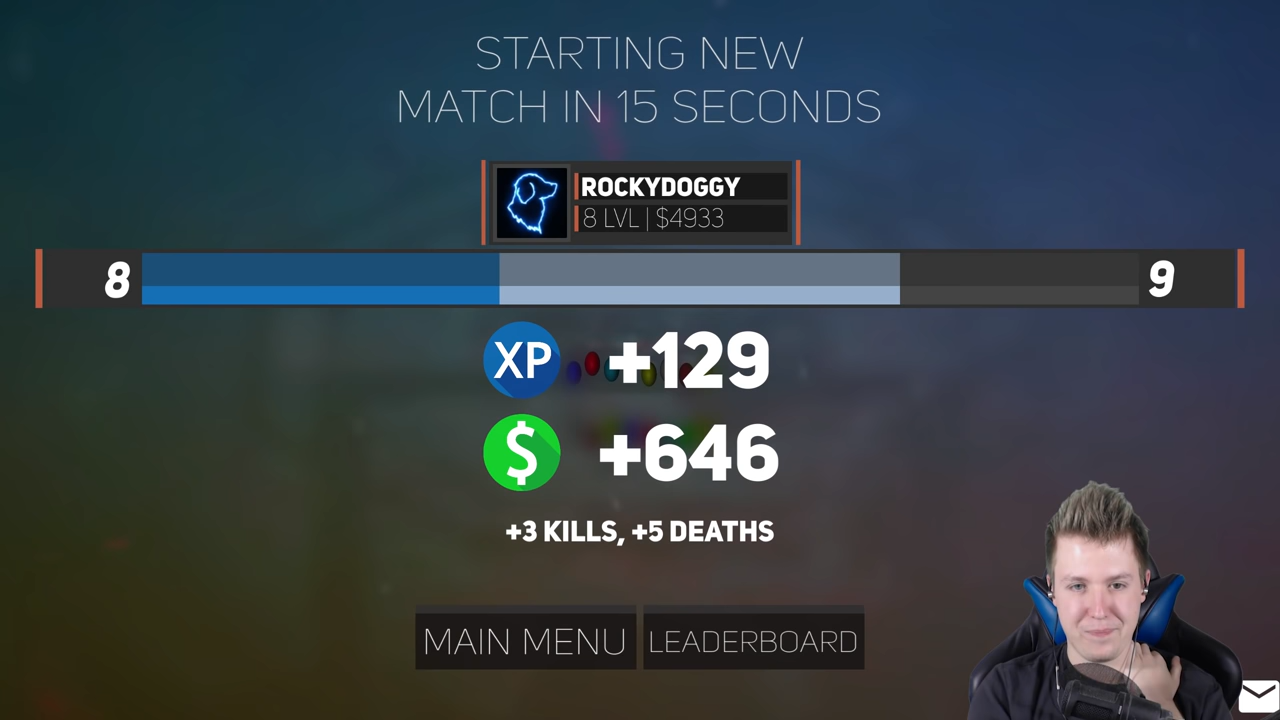 STARTING NEW
MATCH IN 15 SECONDS
ROCKYDOGGY
8 LVL | $4933
8
9
XP +129
$ +646
+3 KILLS, +5 DEATHS
MAIN MENU
LEADERBOARD